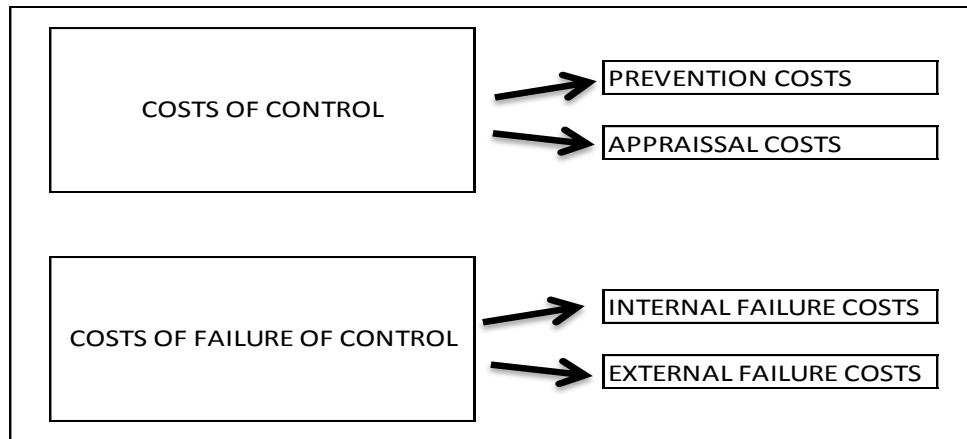 COSTS OF CONTROL
PREVENTION COSTS
APPRAISSAL COSTS
COSTS OF FAILURE OF CONTROL
INTERNAL FAILURE COSTS
EXTERNAL FAILURE COSTS